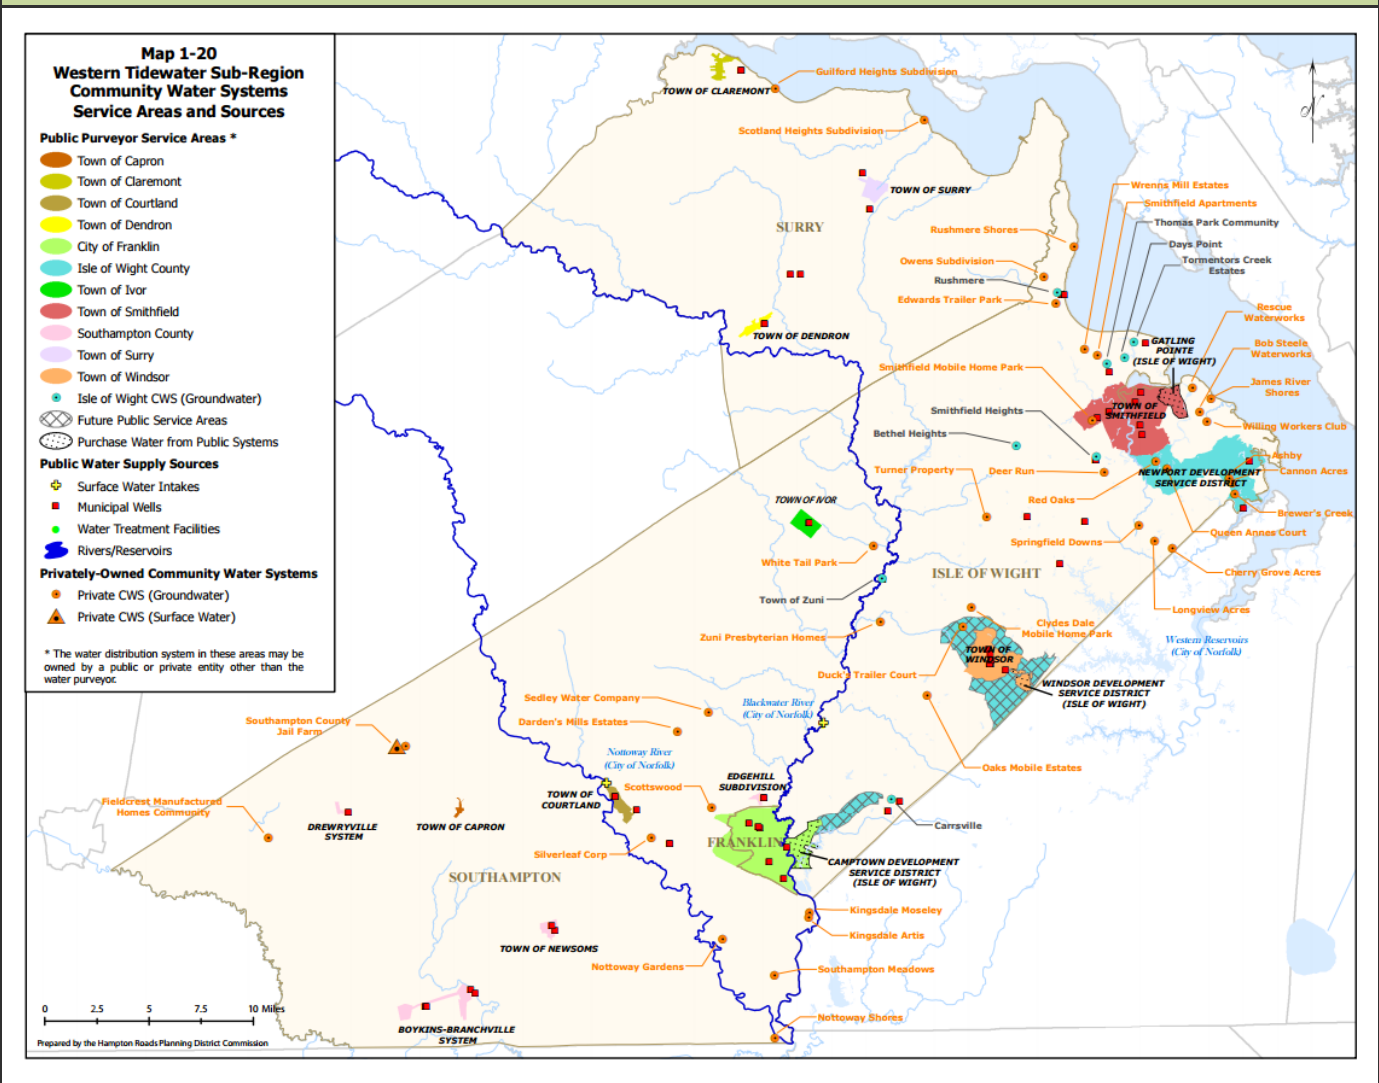 Map 1-20
Western Tidewater Sub-Region
Community Water Systems
Service Areas and Sources
Public Purveyor Service Areas *
Town of Capron
Town of Claremont
Town of Courtland
Town of Dendron
City of Franklin
Isle of Wight County
Town of Ivor
Town of Smithfield
Southampton County
Town of Surry
Town of Windsor
Isle of Wight CWS (Groundwater)
Future Public Service Areas
Purchase Water from Public Systems
Public Water Supply Sources
Surface Water Intakes
Municipal Wells
Water Treatment Facilities
Rivers/Reservoirs
Privately-Owned Community Water Systems
Private CWS (Groundwater)
Private CWS (Surface Water)
* The water distribution system in these areas may be
owned by a public or private entity other than the
water purveyor.
TOWN OF CLAREMONT
Guilford Heights Subdivision
Scotland Heights Subdivision
TOWN OF SURRY
SURRY
Wrenns Mill Estates
Smithfield Apartments
Thomas Park Community
Days Point
Tormentors Creek
Estates
Rushmere Shores
Owens Subdivision
Rushmere
Edwards Trailer Park
Rescue
Waterworks
TOWN OF DENDRON
GATLING
POINTE
(ISLE OF WIGHT)
Bob Steele
Waterworks
Smithfield Mobile Home Park
James River
Shores
Smithfield Heights
TOWN OF
SMITHFIELD
Willing Workers Club
Bethel Heights
Ashby
Turner Property
Deer Run
NEWPORT DEVELOPMENT
SERVICE DISTRICT
Cannon Acres
TOWN OF IVOR
Red Oaks
Brewer's Creek
Queen Annes Court
Springfield Downs
White Tail Park
ISLE OF WIGHT
Cherry Grove Acres
Town of Zuni
Longview Acres
Zuni Presbyterian Homes
Clydes Dale
Mobile Home Park
Western Reservoirs
(City of Norfolk)
TOWN OF
WINDSOR
Duck's Trailer Court
WINDSOR DEVELOPMENT
SERVICE DISTRICT
(ISLE OF WIGHT)
Sedley Water Company
Blackwater River
(City of Norfolk)
Southampton County
Jail Farm
Darden's Mills Estates
Nottoway River
(City of Norfolk)
Oaks Mobile Estates
EDGEHILL
SUBDIVISION
Scottswood
TOWN OF
COURTLAND
Fieldcrest Manufactured
Homes Community
DREWRYVILLE
SYSTEM
TOWN OF CAPRON
Carrsville
FRANKLIN
Silverleaf Corp
CAMPTOWN DEVELOPMENT
SERVICE DISTRICT
(ISLE OF WIGHT)
SOUTHAMPTON
Kingsdale Moseley
Kingsdale Artis
TOWN OF NEWSOMS
Nottoway Gardens
Southampton Meadows
Nottoway Shores
BOYKINS-BRANCHVILLE
SYSTEM
0 2.5 5 7.5 10 Miles
Prepared by the Hampton Roads Planning District Commission
N